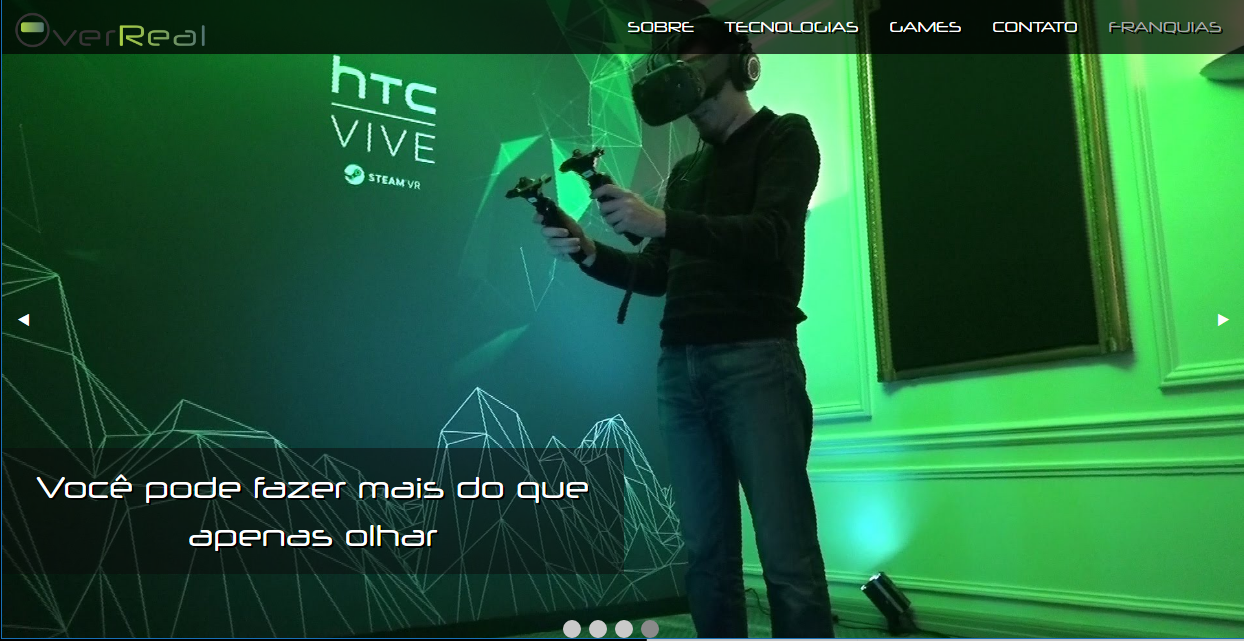 OverReal
SOBRE TECNOLOGIAS GAMES CONTATO FRANQUIAS
hTC
VIVE
STEAM VR
Você pode fazer mais do que
apenas olhar